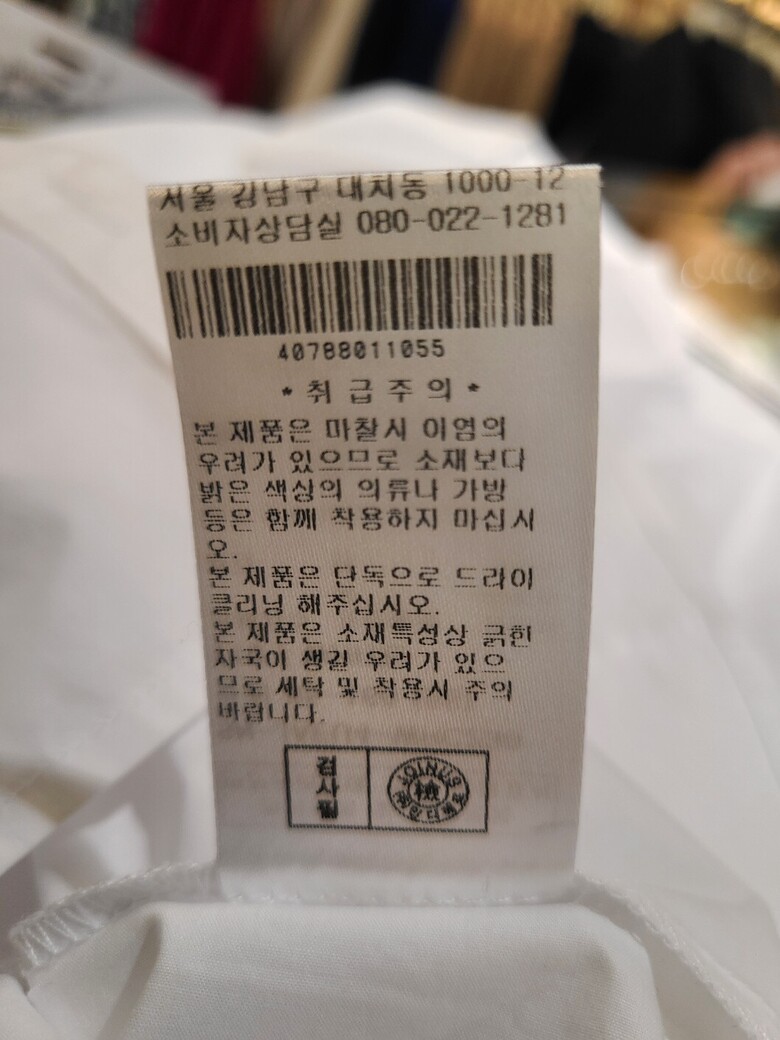 서울 강남구 대치동 1000-12
소비자상담실 080-022-1281
40788011055
* 취 급 주 의 *
본 제품은 마찰시 이염의
우려가 있으므로 소재보다
밝은 색상의 의류나 가방
등은 함께 착용하지 마십시
오.
본 제품은 단독으로 드라이
클리닝 해주십시오.
본 제품은 소재특성상 긁힌
자국이 생길 우려가 있으
므로 세탁 및 착용시 주의
바랍니다.
검사필
JOINUS
檢